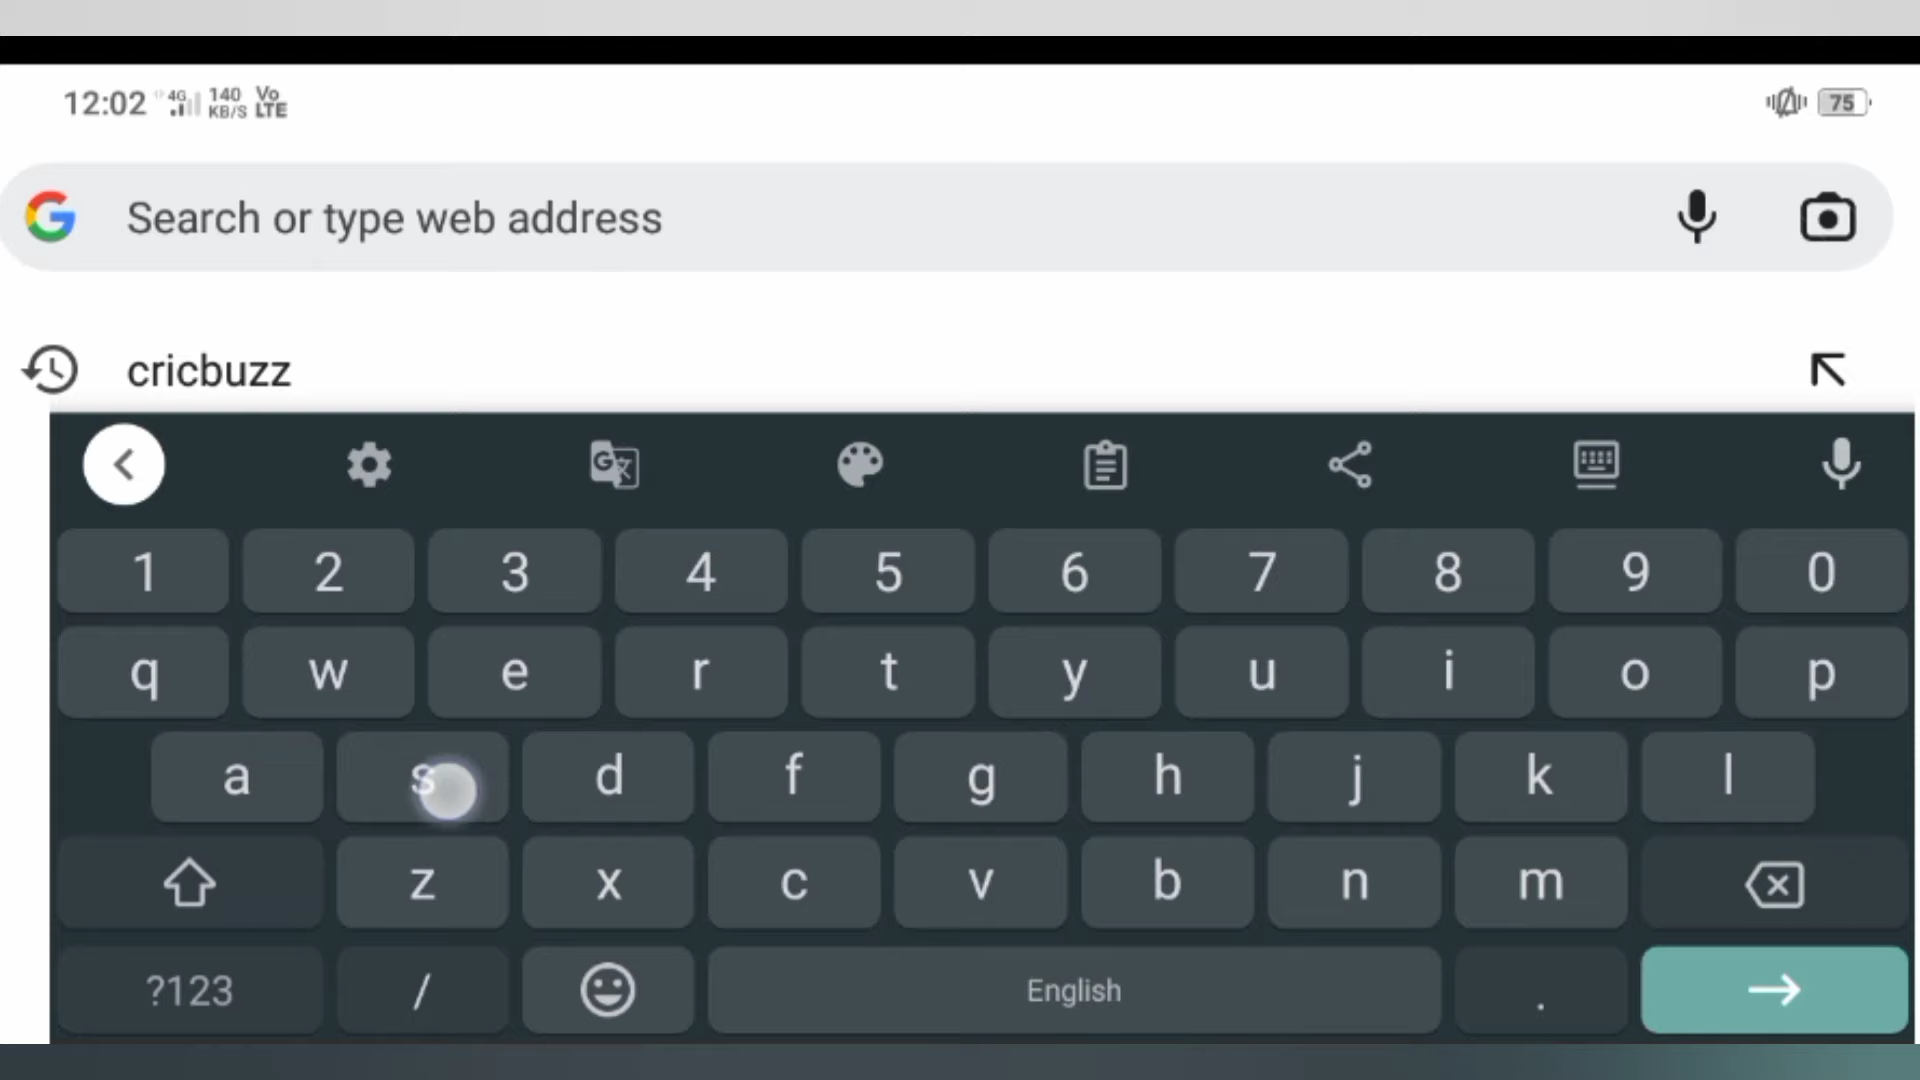 12:02 4G 140 KB/S Vo LTE 75
Search or type web address
cricbuzz
1 2 3 4 5 6 7 8 9 0
q w e r t y u i o p
a s d f g h j k l
z x c v b n m
?123 / English .